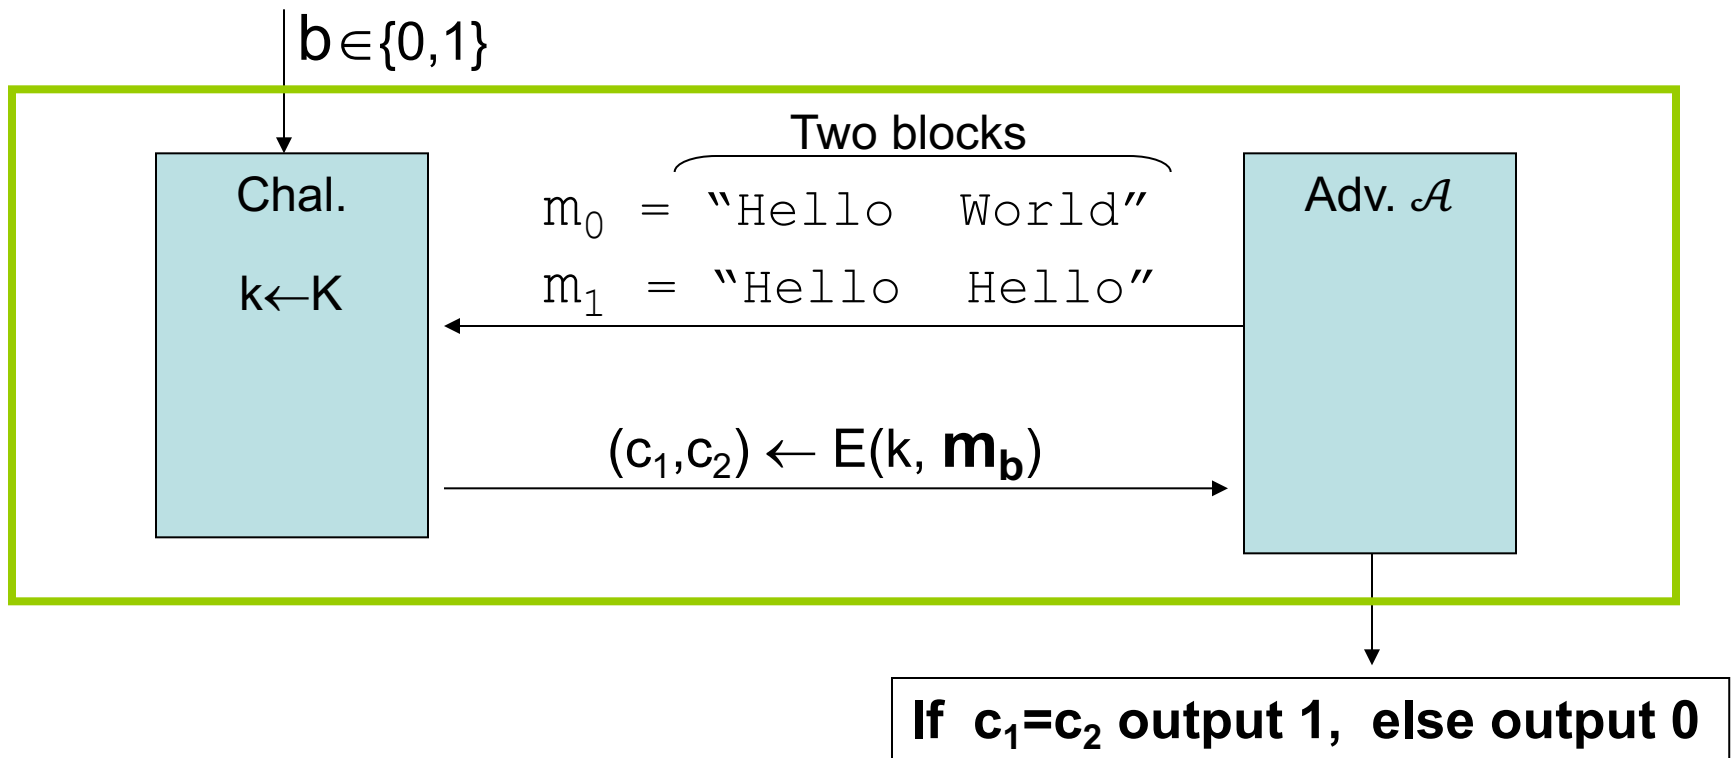 b∈{0,1}
Two blocks
Chal.
m₀ = “Hello World”
Adv. 𝒜
k←K
m₁ = “Hello Hello”
(c₁,c₂) ← E(k, m_b)
If c₁=c₂ output 1, else output 0